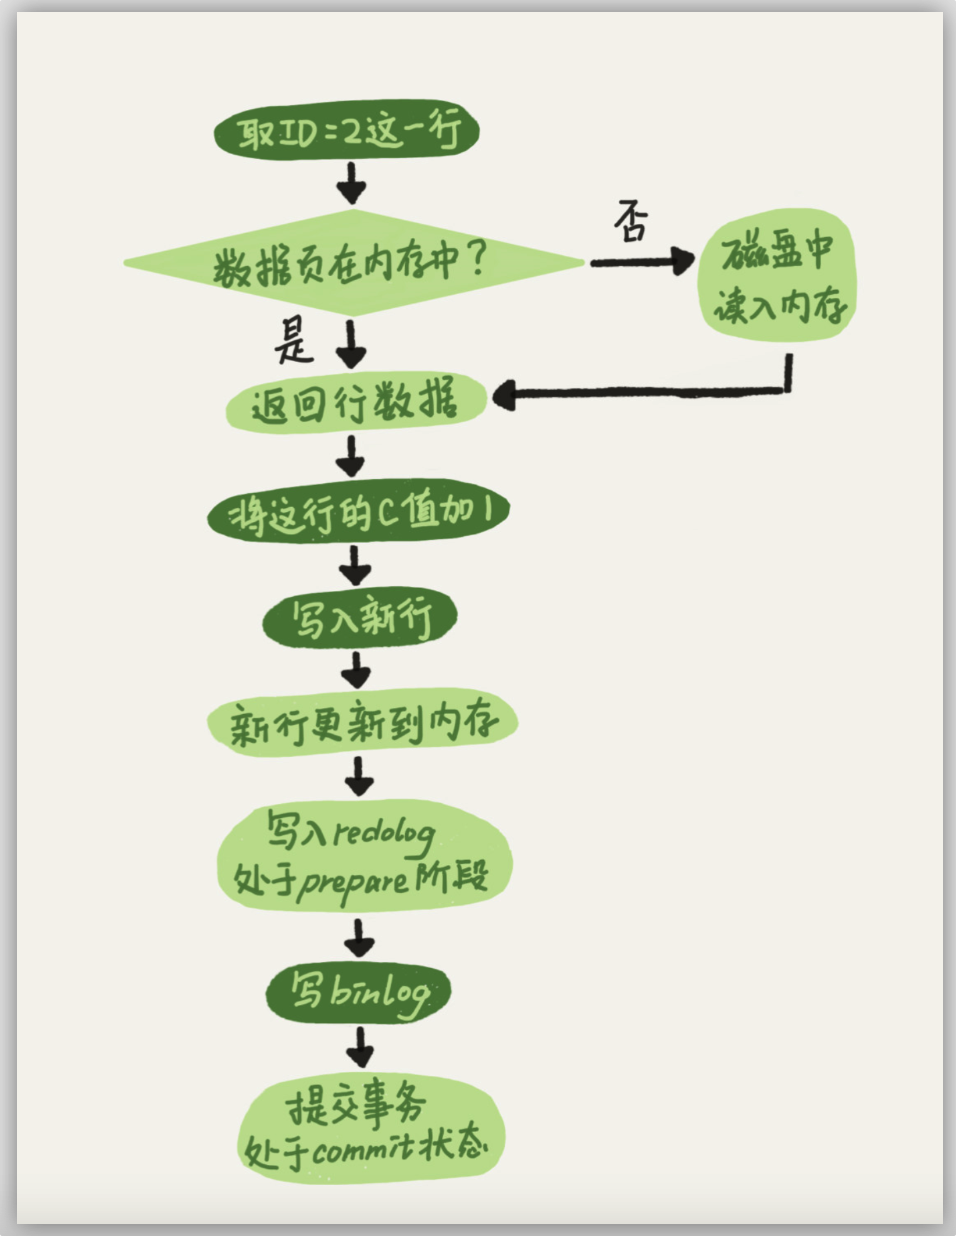 取ID=2这一行
数据页在内存中?
否
磁盘中
读入内存
是
返回行数据
将这行的C值加1
写入新行
新行更新到内存
写入redolog
处于prepare阶段
写binlog
提交事务
处于commit状态